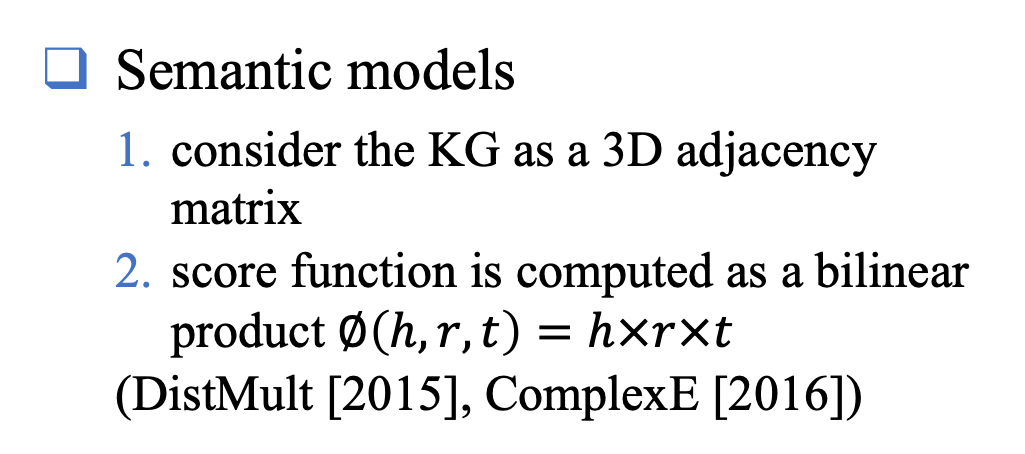 ❑ Semantic models
1. consider the KG as a 3D adjacency
matrix
2. score function is computed as a bilinear
product ∅(h, r, t) = h×r×t
(DistMult [2015], ComplexE [2016])